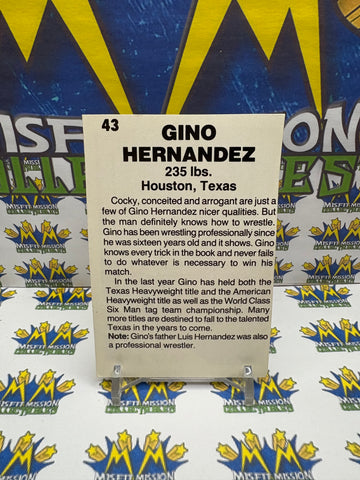 MISFIT MISSION
COLLECTIBLES
43
GINO
HERNANDEZ
235 lbs.
Houston, Texas
Cocky, conceited and arrogant are just a
few of Gino Hernandez nicer qualities. But
the man definitely knows how to wrestle.
Gino has been wrestling professionally since
he was sixteen years old and it shows. Gino
knows every trick in the book and never fails
to do whatever is necessary to win his
match.
In the last year Gino has held both the
Texas Heavyweight title and the American
Heavyweight title as well as the World Class
Six Man tag team championship. Many
more titles are destined to fall to the talented
Texan in the years to come.
Note: Gino's father Luis Hernandez was also
a professional wrestler.
MISFIT MISSION
COLLECTIBLES